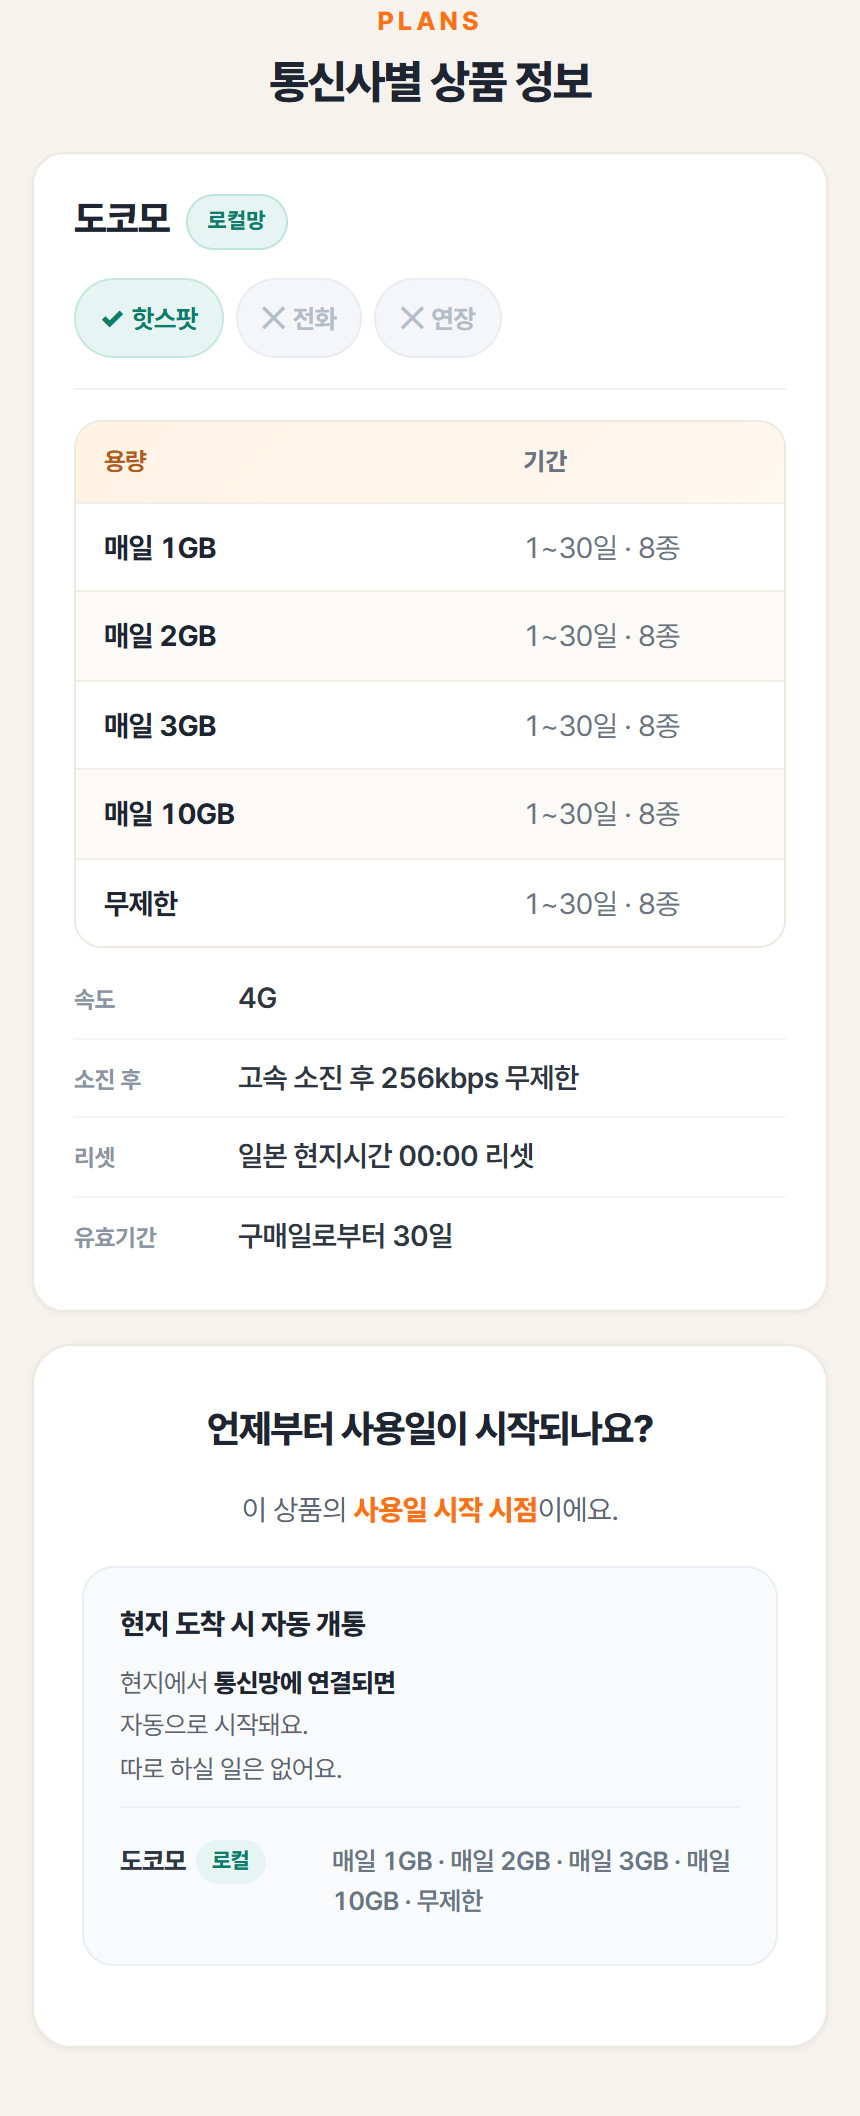 PLANS
통신사별 상품 정보
도코모 로컬망
✓ 핫스팟 ✕ 전화 ✕ 연장
용량 기간
매일 1GB 1~30일 · 8종
매일 2GB 1~30일 · 8종
매일 3GB 1~30일 · 8종
매일 10GB 1~30일 · 8종
무제한 1~30일 · 8종
속도 4G
소진 후 고속 소진 후 256kbps 무제한
리셋 일본 현지시간 00:00 리셋
유효기간 구매일로부터 30일
언제부터 사용일이 시작되나요?
이 상품의 사용일 시작 시점이에요.
현지 도착 시 자동 개통
현지에서 통신망에 연결되면
자동으로 시작돼요.
따로 하실 일은 없어요.
도코모 로컬 매일 1GB · 매일 2GB · 매일 3GB · 매일
10GB · 무제한